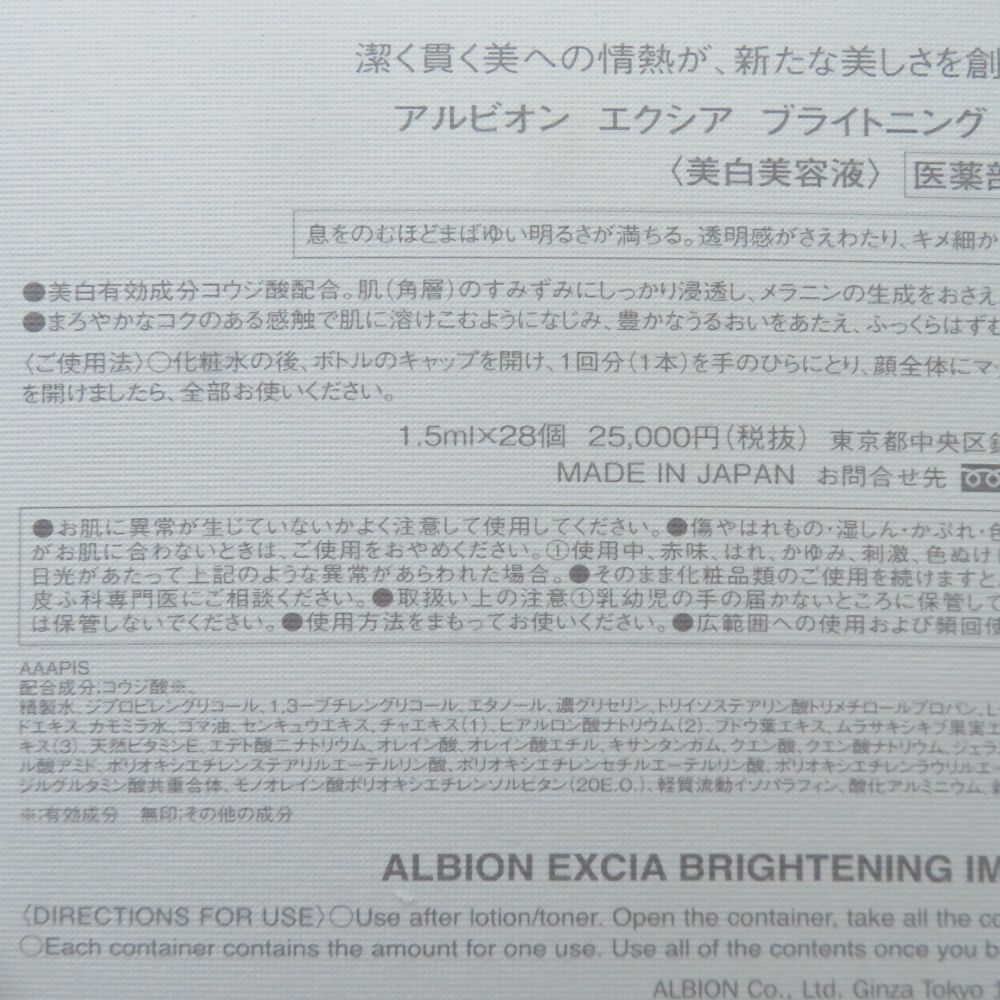 潔く貫く美への情熱が、新たな美しさを創
アルビオン エクシア ブライトニング
〈美白美容液〉 医薬部
息をのむほどまばゆい明るさが満ちる。透明感がさえわたり、キメ細か
●美白有効成分コウジ酸配合。肌(角層)のすみずみにしっかり浸透し、メラニンの生成をおさえ
●まろやかなコクのある感触で肌に溶けこむようになじみ、豊かなうるおいをあたえ、ふっくらはずむ
〈ご使用法〉○化粧水の後、ボトルのキャップを開け、1回分(1本)を手のひらにとり、顔全体にマッ
を開けましたら、全部お使いください。
1.5ml×28個 25,000円(税抜) 東京都中央区銀
MADE IN JAPAN お問合せ先
●お肌に異常が生じていないかよく注意して使用してください。●傷やはれもの・湿しん・かぶれ・色
がお肌に合わないときは、ご使用をおやめください。①使用中、赤味、はれ、かゆみ、刺激、色ぬけ(
日光があたって上記のような異常があらわれた場合。●そのまま化粧品類のご使用を続けますと
皮ふ科専門医にご相談ください。●取扱い上の注意①乳幼児の手の届かないところに保管して
は保管しないでください。●使用方法をまもってお使いください。●広範囲への使用および頻回使
AAAPIS
配合成分:コウジ酸※、
精製水、ジプロピレングリコール、1,3-ブチレングリコール、エタノール、濃グリセリン、トリイソステアリン酸トリメチロールプロパン、L
ドエキス、カモミラ水、ゴマ油、センキュウエキス、チャエキス(1)、ヒアルロン酸ナトリウム(2)、ブドウ葉エキス、ムラサキシキブ果実エ
キス(3)、天然ビタミンE、エデト酸二ナトリウム、オレイン酸、オレイン酸エチル、キサンタンガム、クエン酸、クエン酸ナトリウム、ジェラ
ル酸アミド、ポリオキシエチレンステアリルエーテルリン酸、ポリオキシエチレンセチルエーテルリン酸、ポリオキシエチレンラウリルエー
ジルグルタミン酸共重合体、モノオレイン酸ポリオキシエチレンソルビタン(20E.O.)、軽質流動イソパラフィン、酸化アルミニウム、
※:有効成分 無印:その他の成分
ALBION EXCIA BRIGHTENING IM
〈DIRECTIONS FOR USE〉○Use after lotion/toner. Open the container, take all the co
○Each container contains the amount for one use. Use all of the contents once you b
ALBION Co., Ltd. Ginza Tokyo